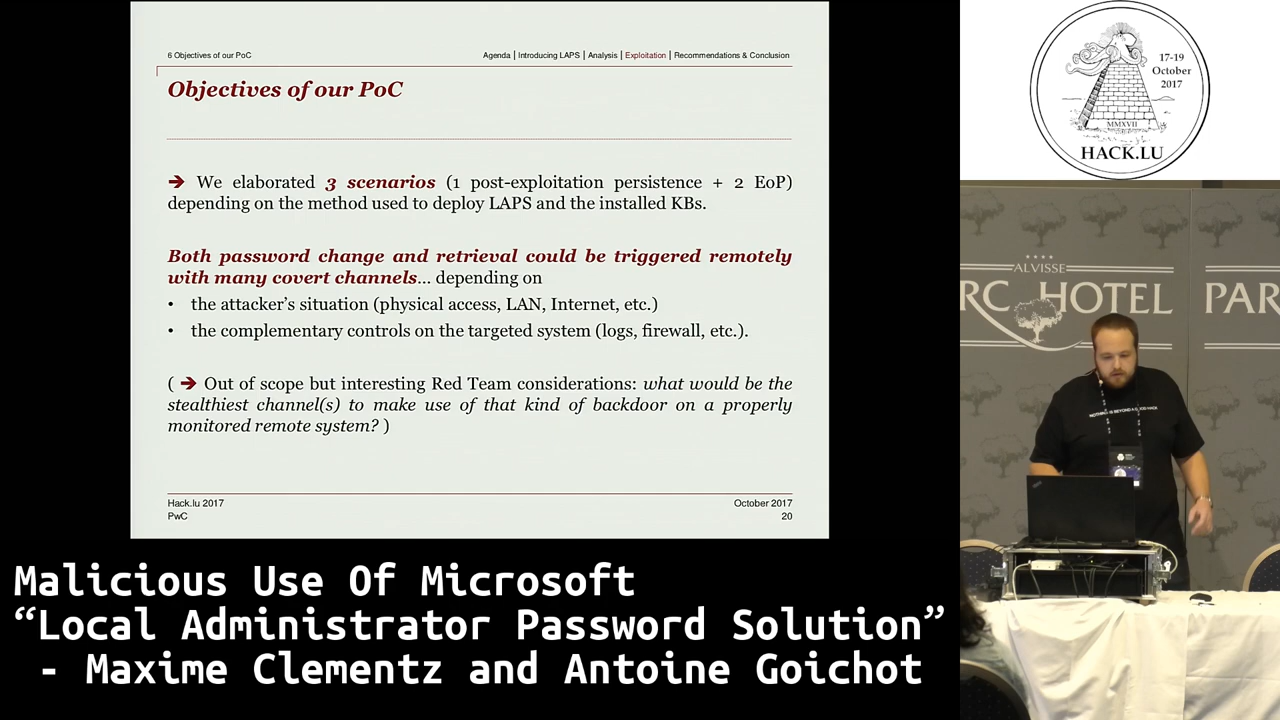 6 Objectives of our PoC
Agenda | Introducing LAPS | Analysis | Exploitation | Recommendations & Conclusion
Objectives of our PoC
➔ We elaborated 3 scenarios (1 post-exploitation persistence + 2 EoP)
depending on the method used to deploy LAPS and the installed KBs.
Both password change and retrieval could be triggered remotely
with many covert channels... depending on
• the attacker’s situation (physical access, LAN, Internet, etc.)
• the complementary controls on the targeted system (logs, firewall, etc.).
( ➔ Out of scope but interesting Red Team considerations: what would be the
stealthiest channel(s) to make use of that kind of backdoor on a properly
monitored remote system? )
Hack.lu 2017
October 2017
PwC
20
17-19
October
2017
MMXVII
HACK.LU
ALVISSE
RC HOTEL
PAR
NOTHING IS BEYOND A GOOD HACK
Malicious Use Of Microsoft
“Local Administrator Password Solution”
- Maxime Clementz and Antoine Goichot